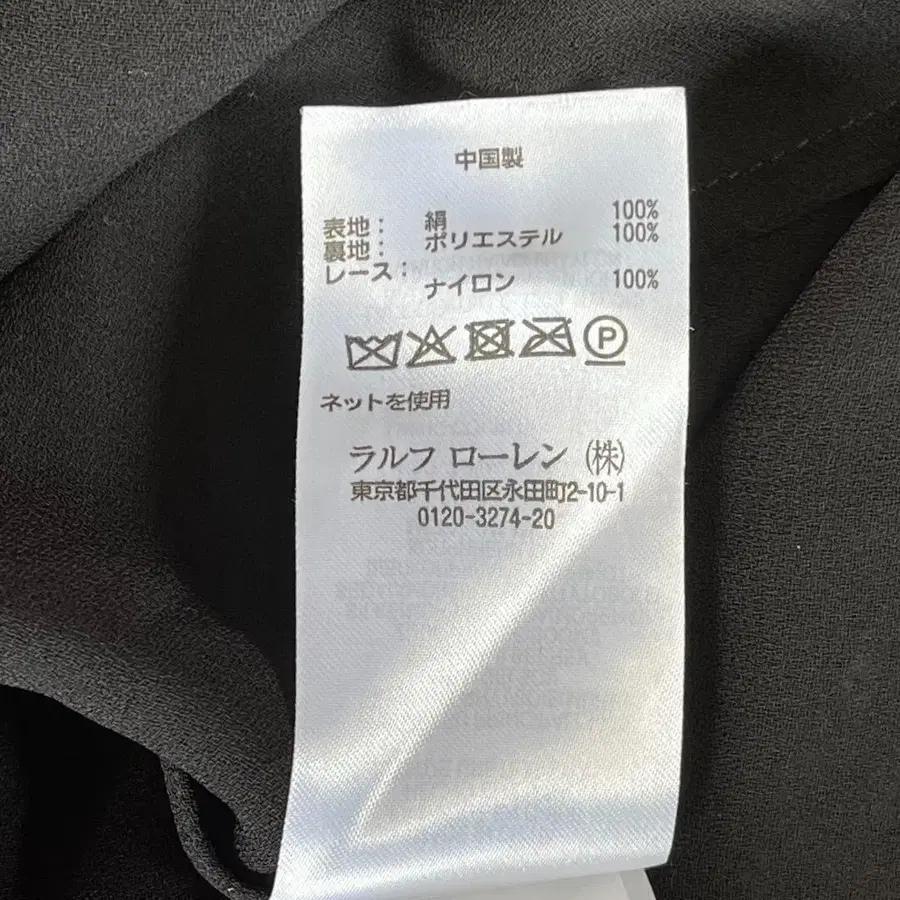 中国製
表地： 絹 100%
裏地： ポリエステル 100%
レース： ナイロン 100%
P
ネットを使用
ラルフ ローレン (株)
東京都千代田区永田町2-10-1
0120-3274-20